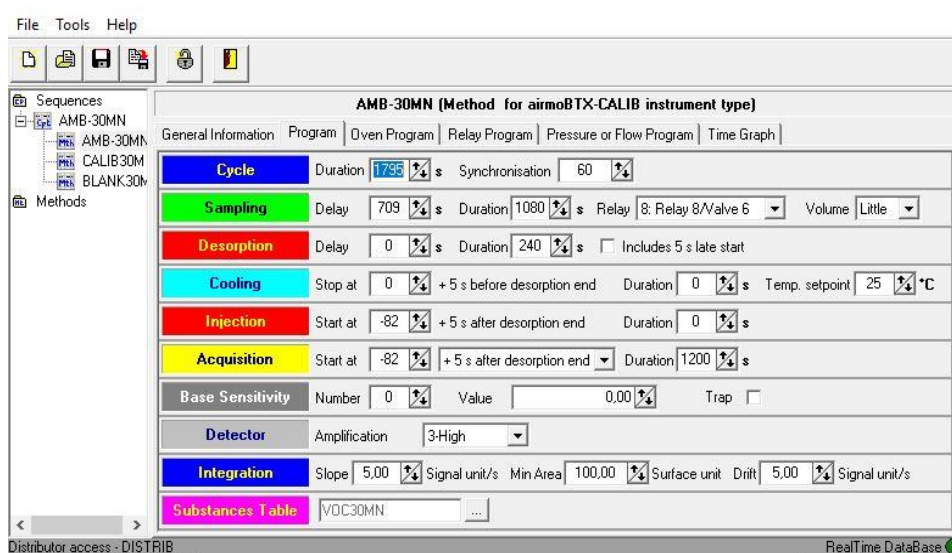 File Tools Help
Sequences
AMB-30MN
AMB-30MN
CALIB30M
BLANK30M
Methods
AMB-30MN (Method for airmoBTX-CALIB instrument type)
General Information Program Oven Program Relay Program Pressure or Flow Program Time Graph
Cycle Duration 1795 s Synchronisation 60
Sampling Delay 709 s Duration 1080 s Relay 8: Relay 8/Valve 6 Volume Little
Desorption Delay 0 s Duration 240 s Includes 5 s late start
Cooling Stop at 0 + 5 s before desorption end Duration 0 s Temp. setpoint 25 °C
Injection Start at -82 + 5 s after desorption end Duration 0 s
Acquisition Start at -82 + 5 s after desorption end Duration 1200 s
Base Sensitivity Number 0 Value 0,00 Trap
Detector Amplification 3-High
Integration Slope 5,00 Signal unit/s Min Area 100,00 Surface unit Drift 5,00 Signal unit/s
Substances Table VOC30MN ...
Distributor access - DISTRIB RealTime DataBase